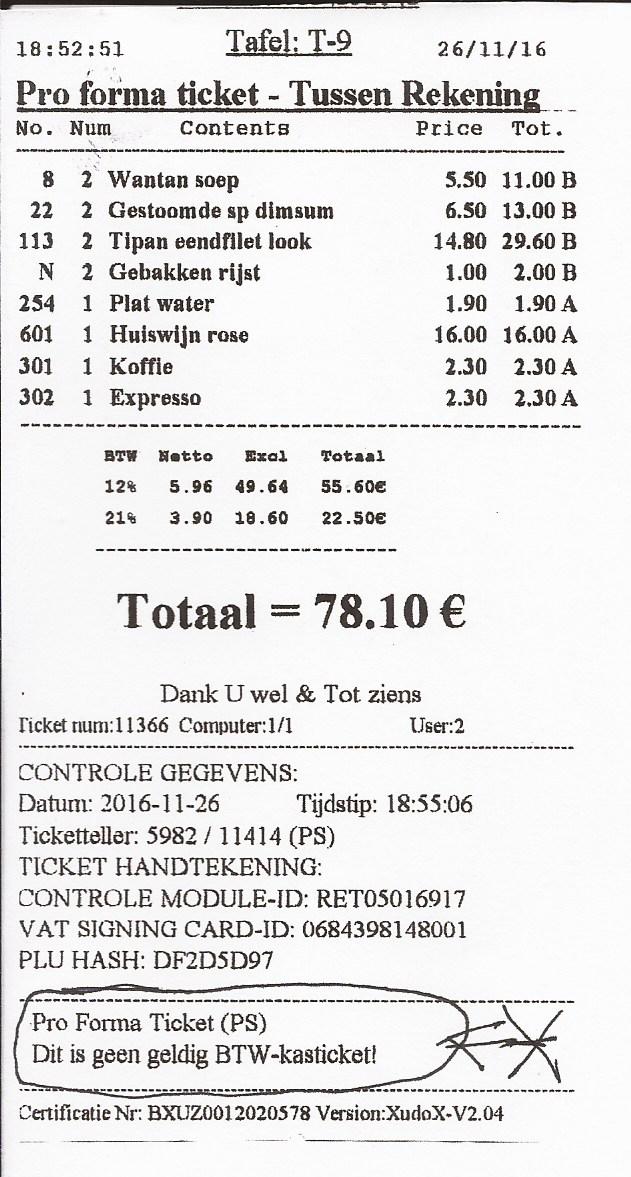 18:52:51 Tafel: T-9 26/11/16
Pro forma ticket - Tussen Rekening
No. Num Contents Price Tot.
8 2 Wantan soep 5.50 11.00 B
22 2 Gestoomde sp dimsum 6.50 13.00 B
113 2 Tipan eendfilet look 14.80 29.60 B
N 2 Gebakken rijst 1.00 2.00 B
254 1 Plat water 1.90 1.90 A
601 1 Huiswijn rose 16.00 16.00 A
301 1 Koffie 2.30 2.30 A
302 1 Expresso 2.30 2.30 A
BTW Netto Excl Totaal
12% 5.96 49.64 55.60€
21% 3.90 18.60 22.50€
Totaal = 78.10 €
Dank U wel & Tot ziens
Ticket num:11366 Computer:1/1 User:2
CONTROLE GEGEVENS:
Datum: 2016-11-26 Tijdstip: 18:55:06
Ticketteller: 5982 / 11414 (PS)
TICKET HANDTEKENING:
CONTROLE MODULE-ID: RET05016917
VAT SIGNING CARD-ID: 0684398148001
PLU HASH: DF2D5D97
Pro Forma Ticket (PS)
Dit is geen geldig BTW-kasticket!
Certificatie Nr: BXUZ0012020578 Version:XudoX-V2.04